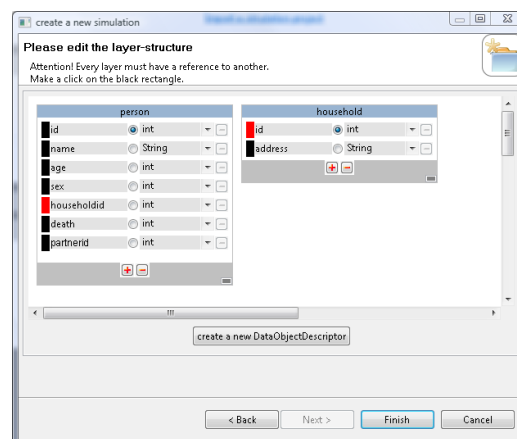 create a new simulation
Please edit the layer-structure
Attention! Every layer must have a reference to another.
Make a click on the black rectangle.
person
id int
name String
age int
sex int
householdid int
death int
partnerid int
household
id int
address String
create a new DataObjectDescriptor
< Back Next > Finish Cancel